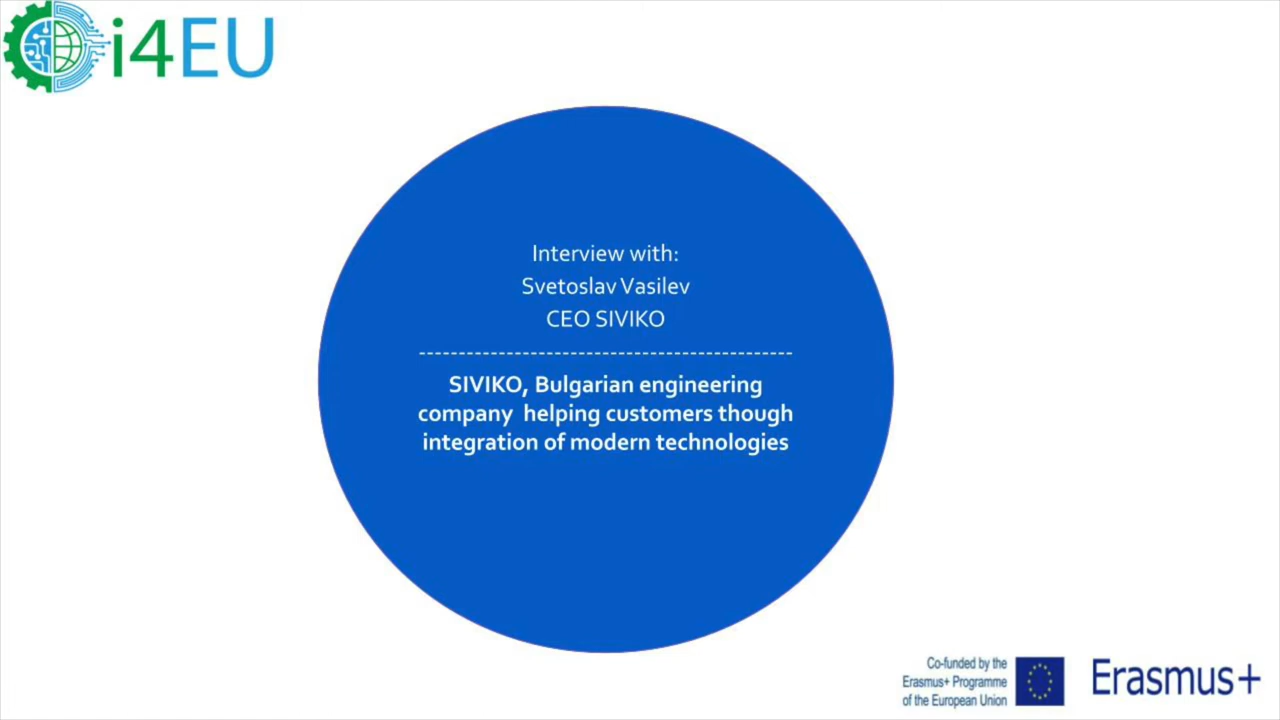 i4EU
Interview with:
Svetoslav Vasilev
CEO SIVIKO
-----------------------------------------------
SIVIKO, Bulgarian engineering
company  helping customers though
integration of modern technologies
Co-funded by the
Erasmus+ Programme
of the European Union
Erasmus+